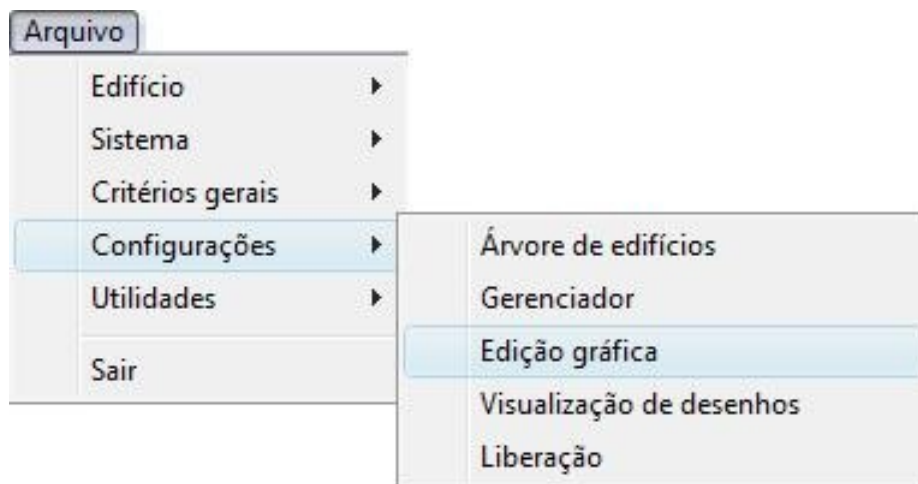 Arquivo
Edifício
Sistema
Critérios gerais
Configurações
Utilidades
Sair
Árvore de edifícios
Gerenciador
Edição gráfica
Visualização de desenhos
Liberação